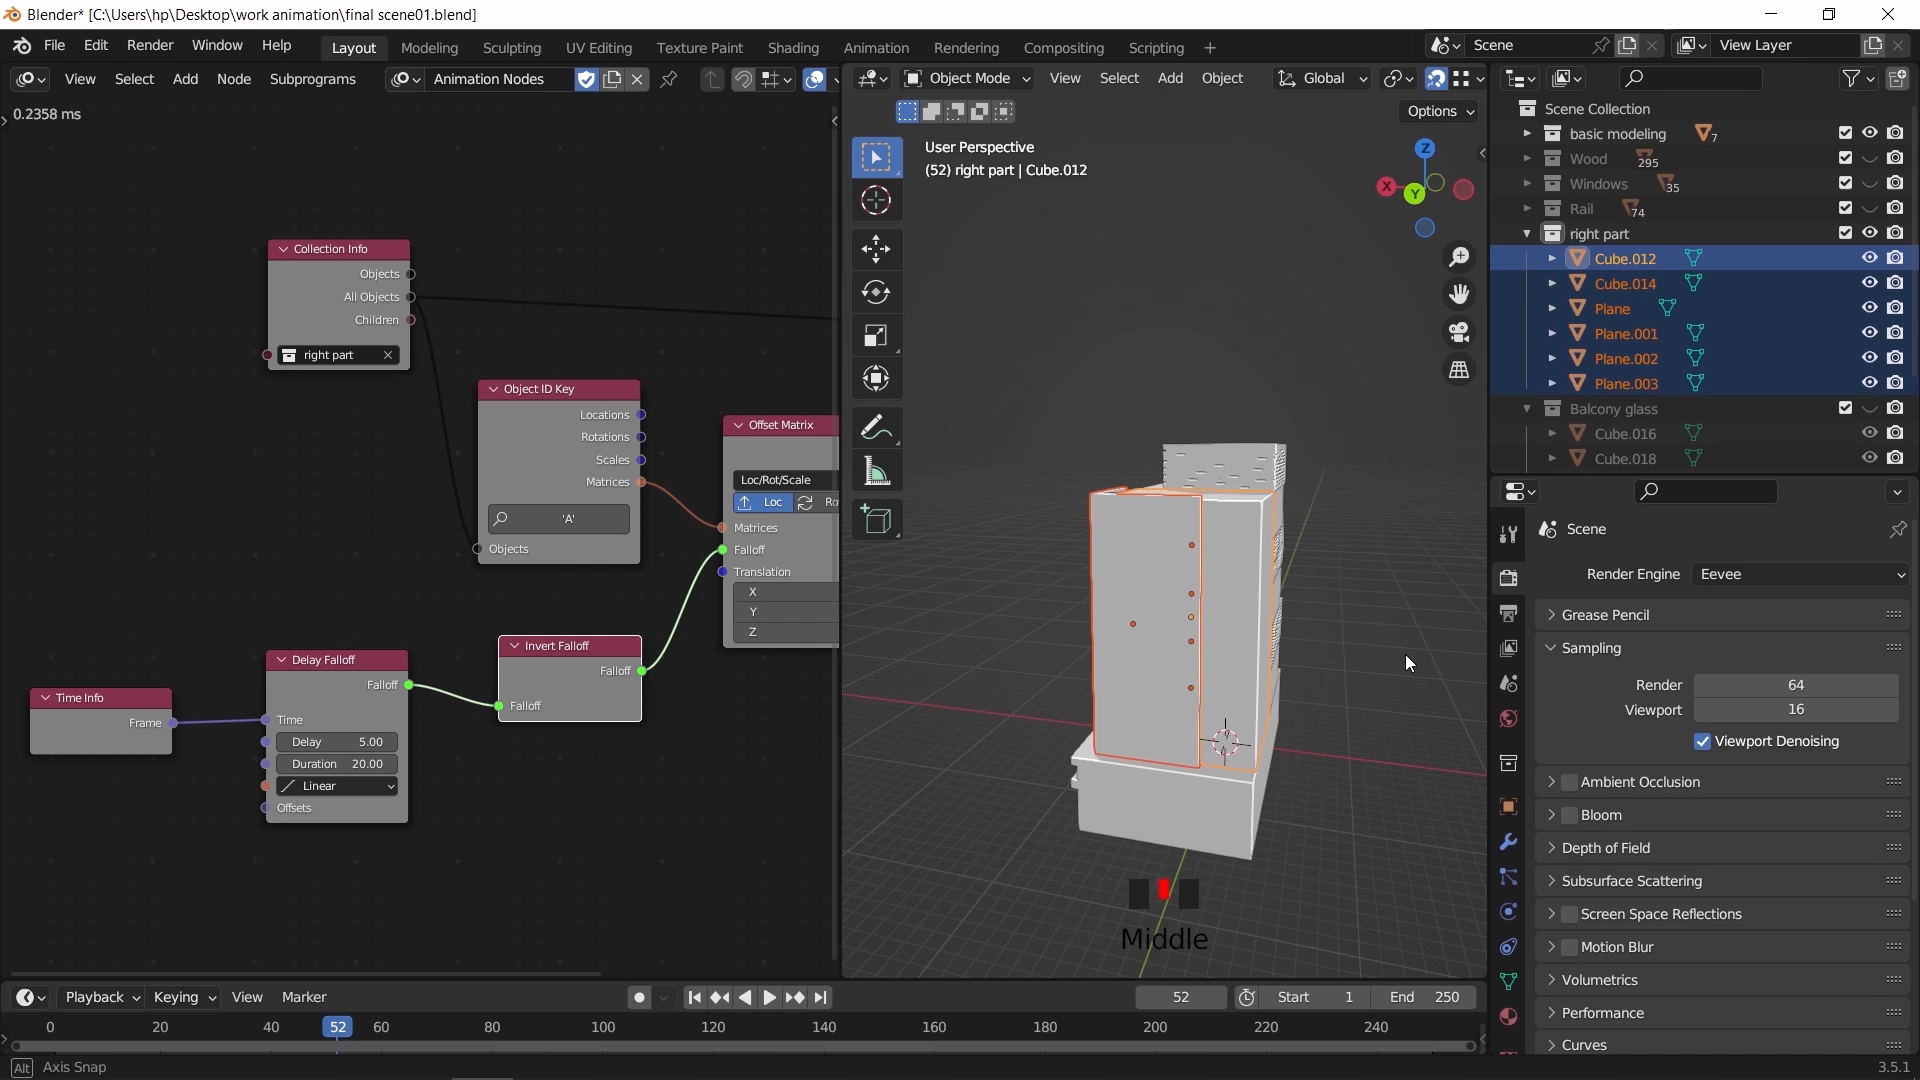 Blender* [C:\Users\hp\Desktop\work animation\final scene01.blend]
File Edit Render Window Help Layout Modeling Sculpting UV Editing Texture Paint Shading Animation Rendering Compositing Scripting Scene View Layer
View Select Add Node Subprograms Animation Nodes
Object Mode View Select Add Object Global
0.2358 ms
Options
User Perspective
(52) right part | Cube.012
Z
X
Y
Collection Info
Objects
All Objects
Children
right part
Object ID Key
Locations
Rotations
Scales
Matrices
'A'
Objects
Offset Matrix
Loc/Rot/Scale
Loc Ro
Matrices
Falloff
Translation
X
Y
Z
Invert Falloff
Falloff
Falloff
Delay Falloff
Falloff
Time
Delay 5.00
Duration 20.00
Linear
Offsets
Time Info
Frame
Middle
Scene Collection
basic modeling 7
Wood 295
Windows 35
Rail 74
right part
Cube.012
Cube.014
Plane
Plane.001
Plane.002
Plane.003
Balcony glass
Cube.016
Cube.018
Scene
Render Engine Eevee
Grease Pencil
Sampling
Render 64
Viewport 16
Viewport Denoising
Ambient Occlusion
Bloom
Depth of Field
Subsurface Scattering
Screen Space Reflections
Motion Blur
Volumetrics
Performance
Curves
Playback Keying View Marker 52 Start 1 End 250
0 20 40 52 60 80 100 120 140 160 180 200 220 240
Alt Axis Snap 3.5.1